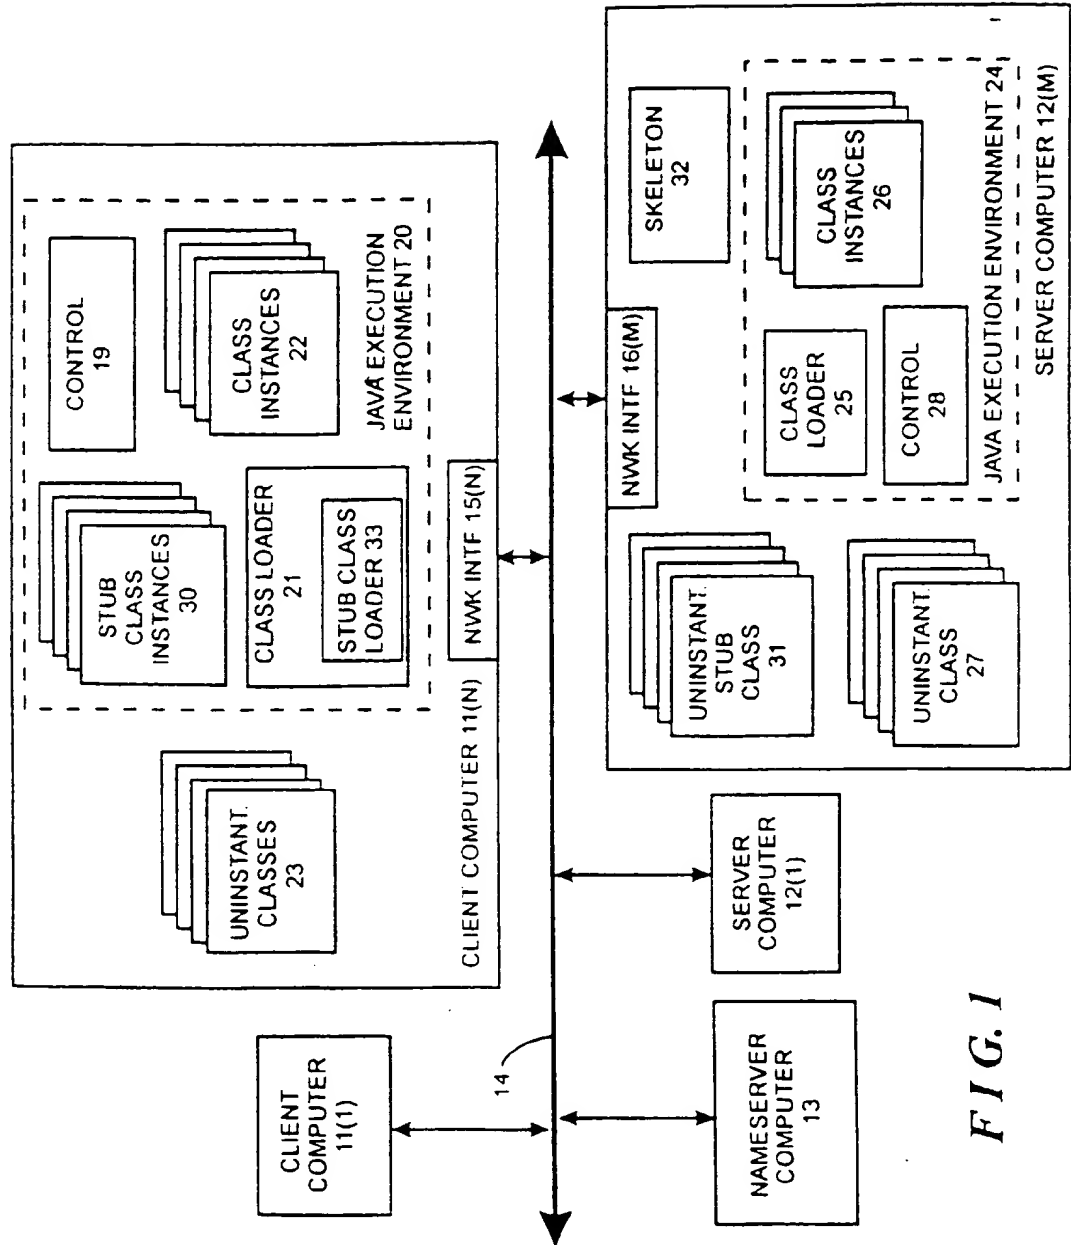 CLIENT
COMPUTER
11(1)
UNINSTANT.
CLASSES
23
CLIENT COMPUTER 11(N)
STUB
CLASS
INSTANCES
30
CONTROL
19
CLASS LOADER
21
STUB CLASS
LOADER 33
CLASS
INSTANCES
22
JAVA EXECUTION
ENVIRONMENT 20
NWK INTF 15(N)
14
NAMESERVER
COMPUTER
13
SERVER
COMPUTER
12(1)
NWK INTF 16(M)
SKELETON
32
UNINSTANT.
STUB
CLASS
31
UNINSTANT.
CLASS
27
CLASS
LOADER
25
CLASS
INSTANCES
26
CONTROL
28
JAVA EXECUTION ENVIRONMENT 24
SERVER COMPUTER 12(M)
FIG. 1